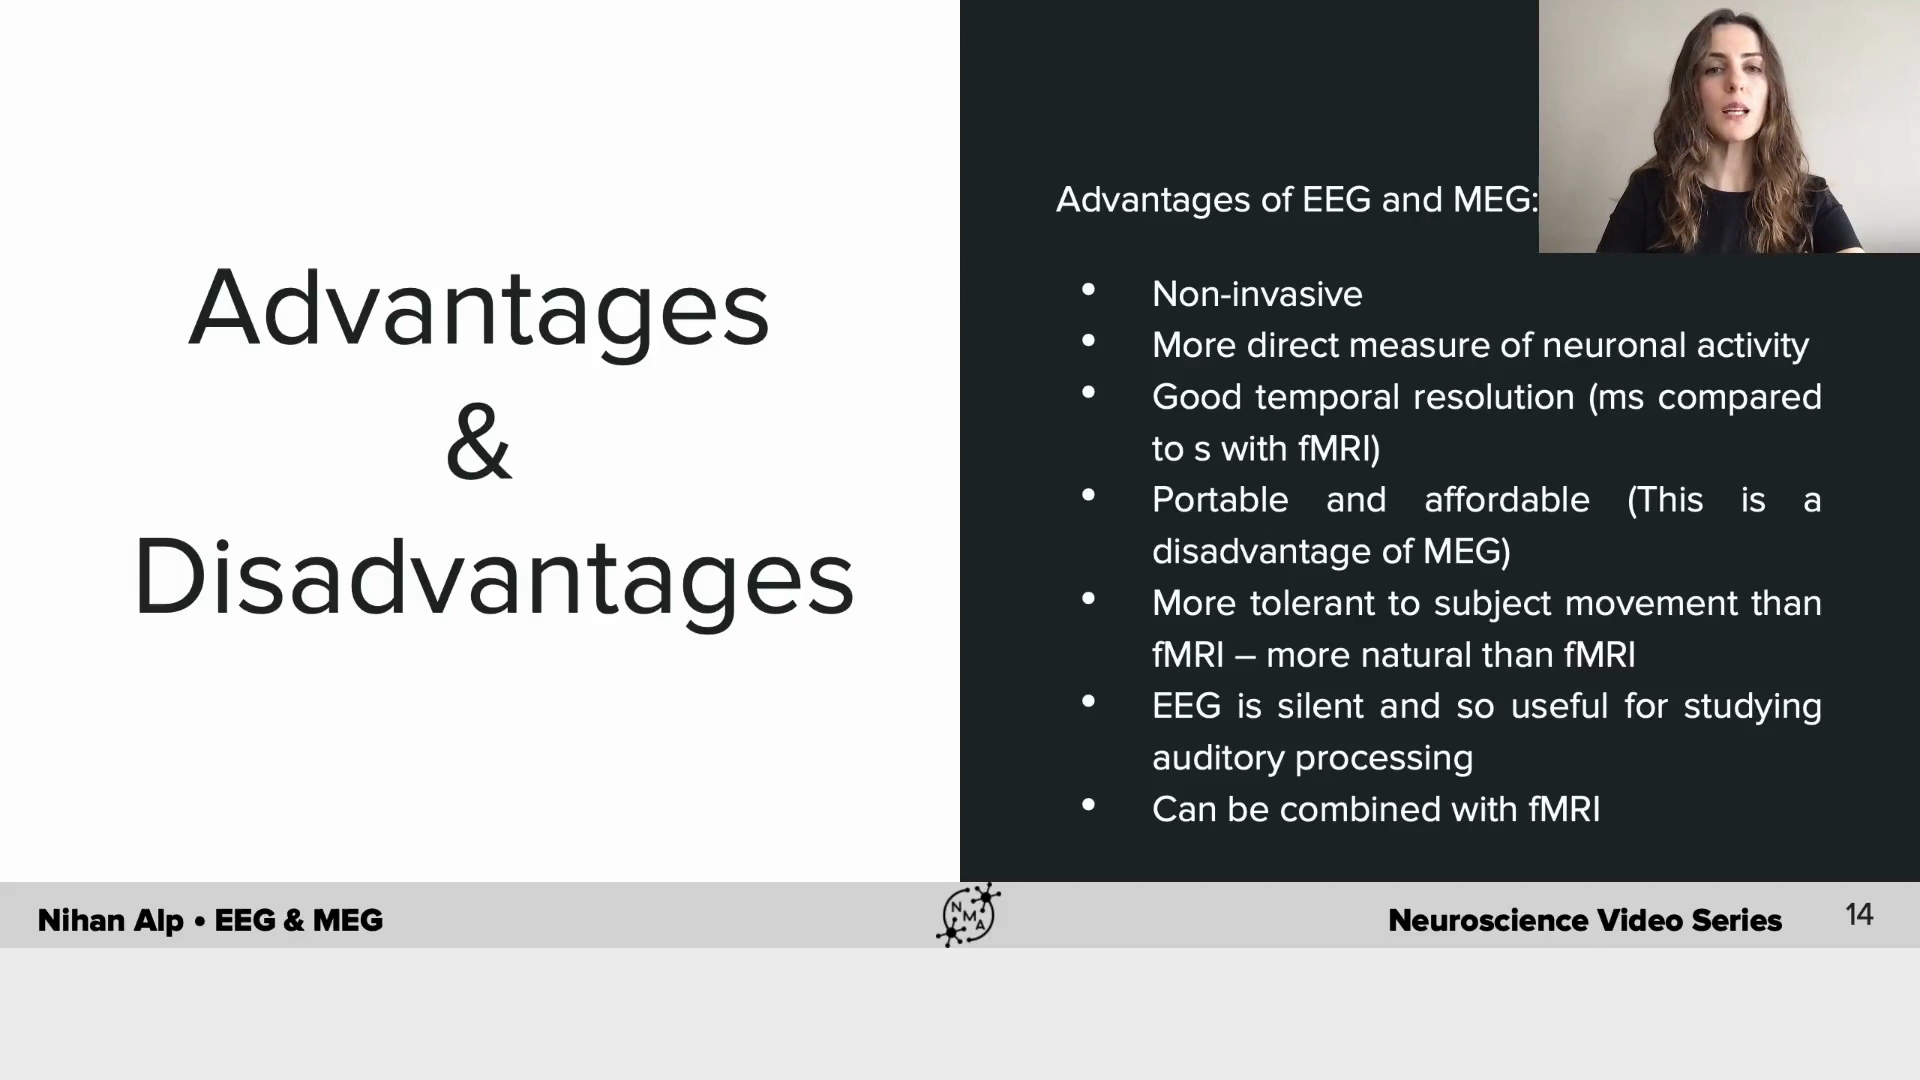 Advantages
&
Disadvantages
Advantages of EEG and MEG:
• Non-invasive
• More direct measure of neuronal activity
• Good temporal resolution (ms compared
to s with fMRI)
• Portable and affordable (This is a
disadvantage of MEG)
• More tolerant to subject movement than
fMRI – more natural than fMRI
• EEG is silent and so useful for studying
auditory processing
• Can be combined with fMRI
Nihan Alp • EEG & MEG
NMA
Neuroscience Video Series
14